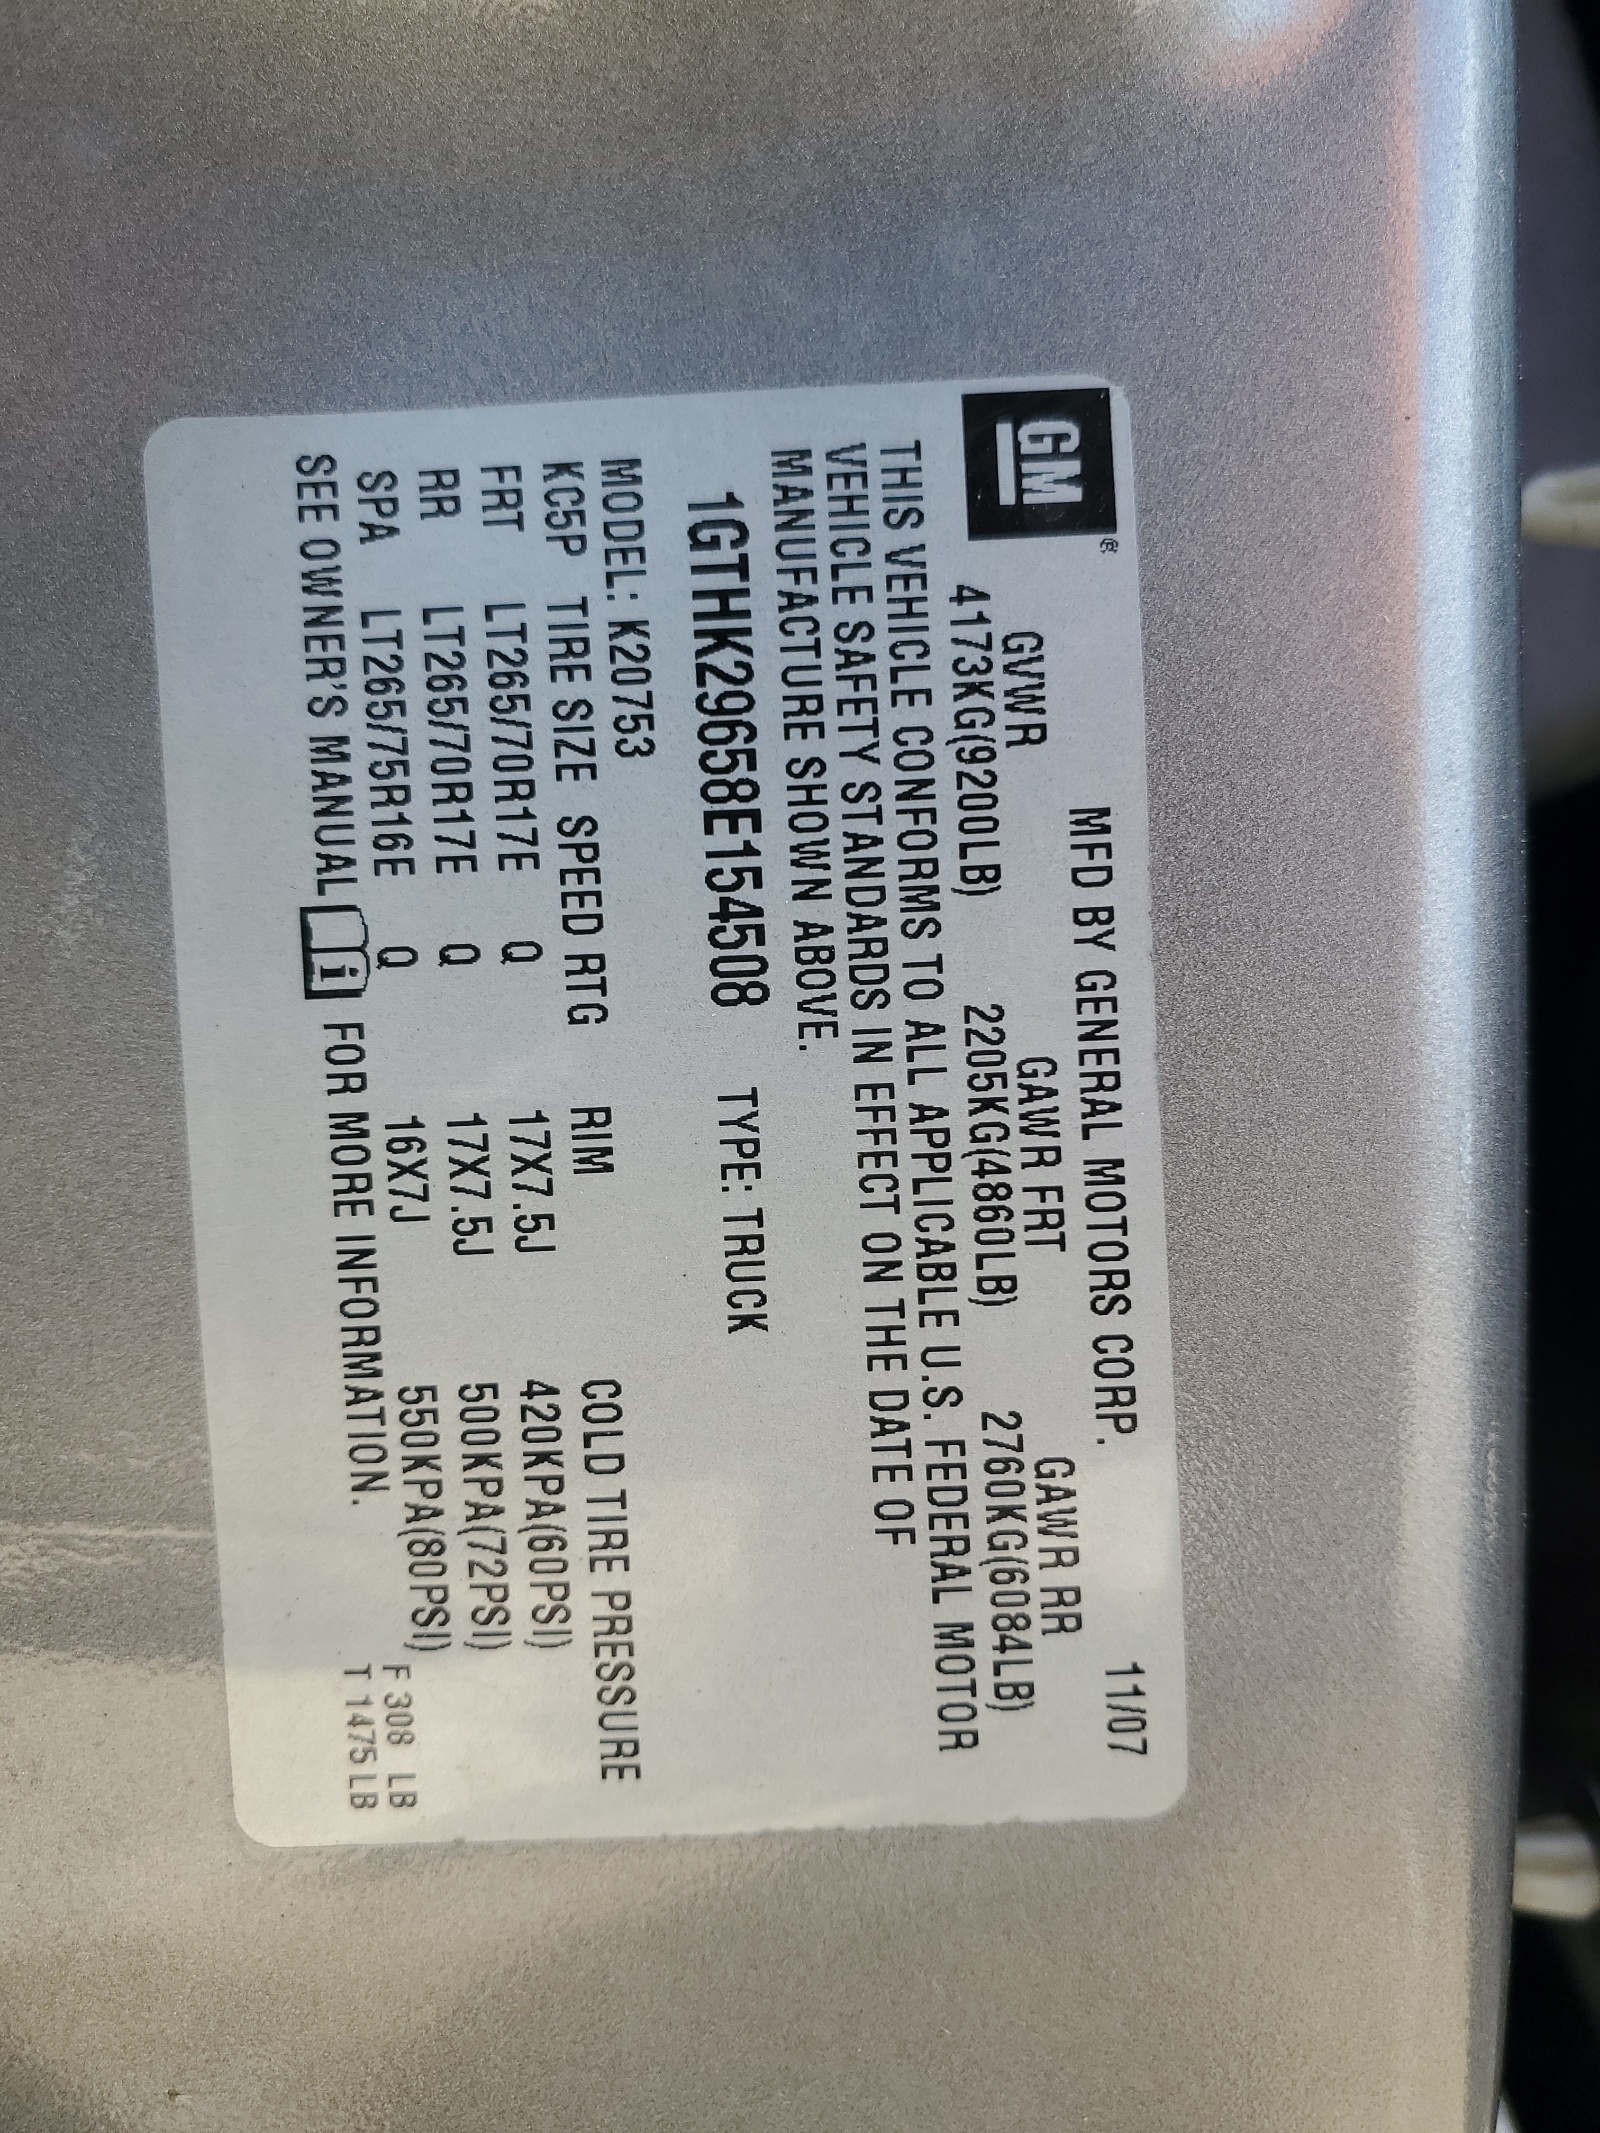 GM®
MFD BY GENERAL MOTORS CORP. 11/07
GVWR GAWR FRT GAWR RR
4173KG(9200LB) 2205KG(4860LB) 2760KG(6084LB)
THIS VEHICLE CONFORMS TO ALL APPLICABLE U.S. FEDERAL MOTOR
VEHICLE SAFETY STANDARDS IN EFFECT ON THE DATE OF
MANUFACTURE SHOWN ABOVE.
1GTHK29658E154508 TYPE: TRUCK
MODEL: K20753
KC5P TIRE SIZE SPEED RTG RIM COLD TIRE PRESSURE
FRT LT265/70R17E Q 17X7.5J 420KPA(60PSI)
RR LT265/70R17E Q 17X7.5J 500KPA(72PSI)
SPA LT265/75R16E Q 16X7J 550KPA(80PSI)
F 308 LB
SEE OWNER'S MANUAL i FOR MORE INFORMATION.
T 1475LB